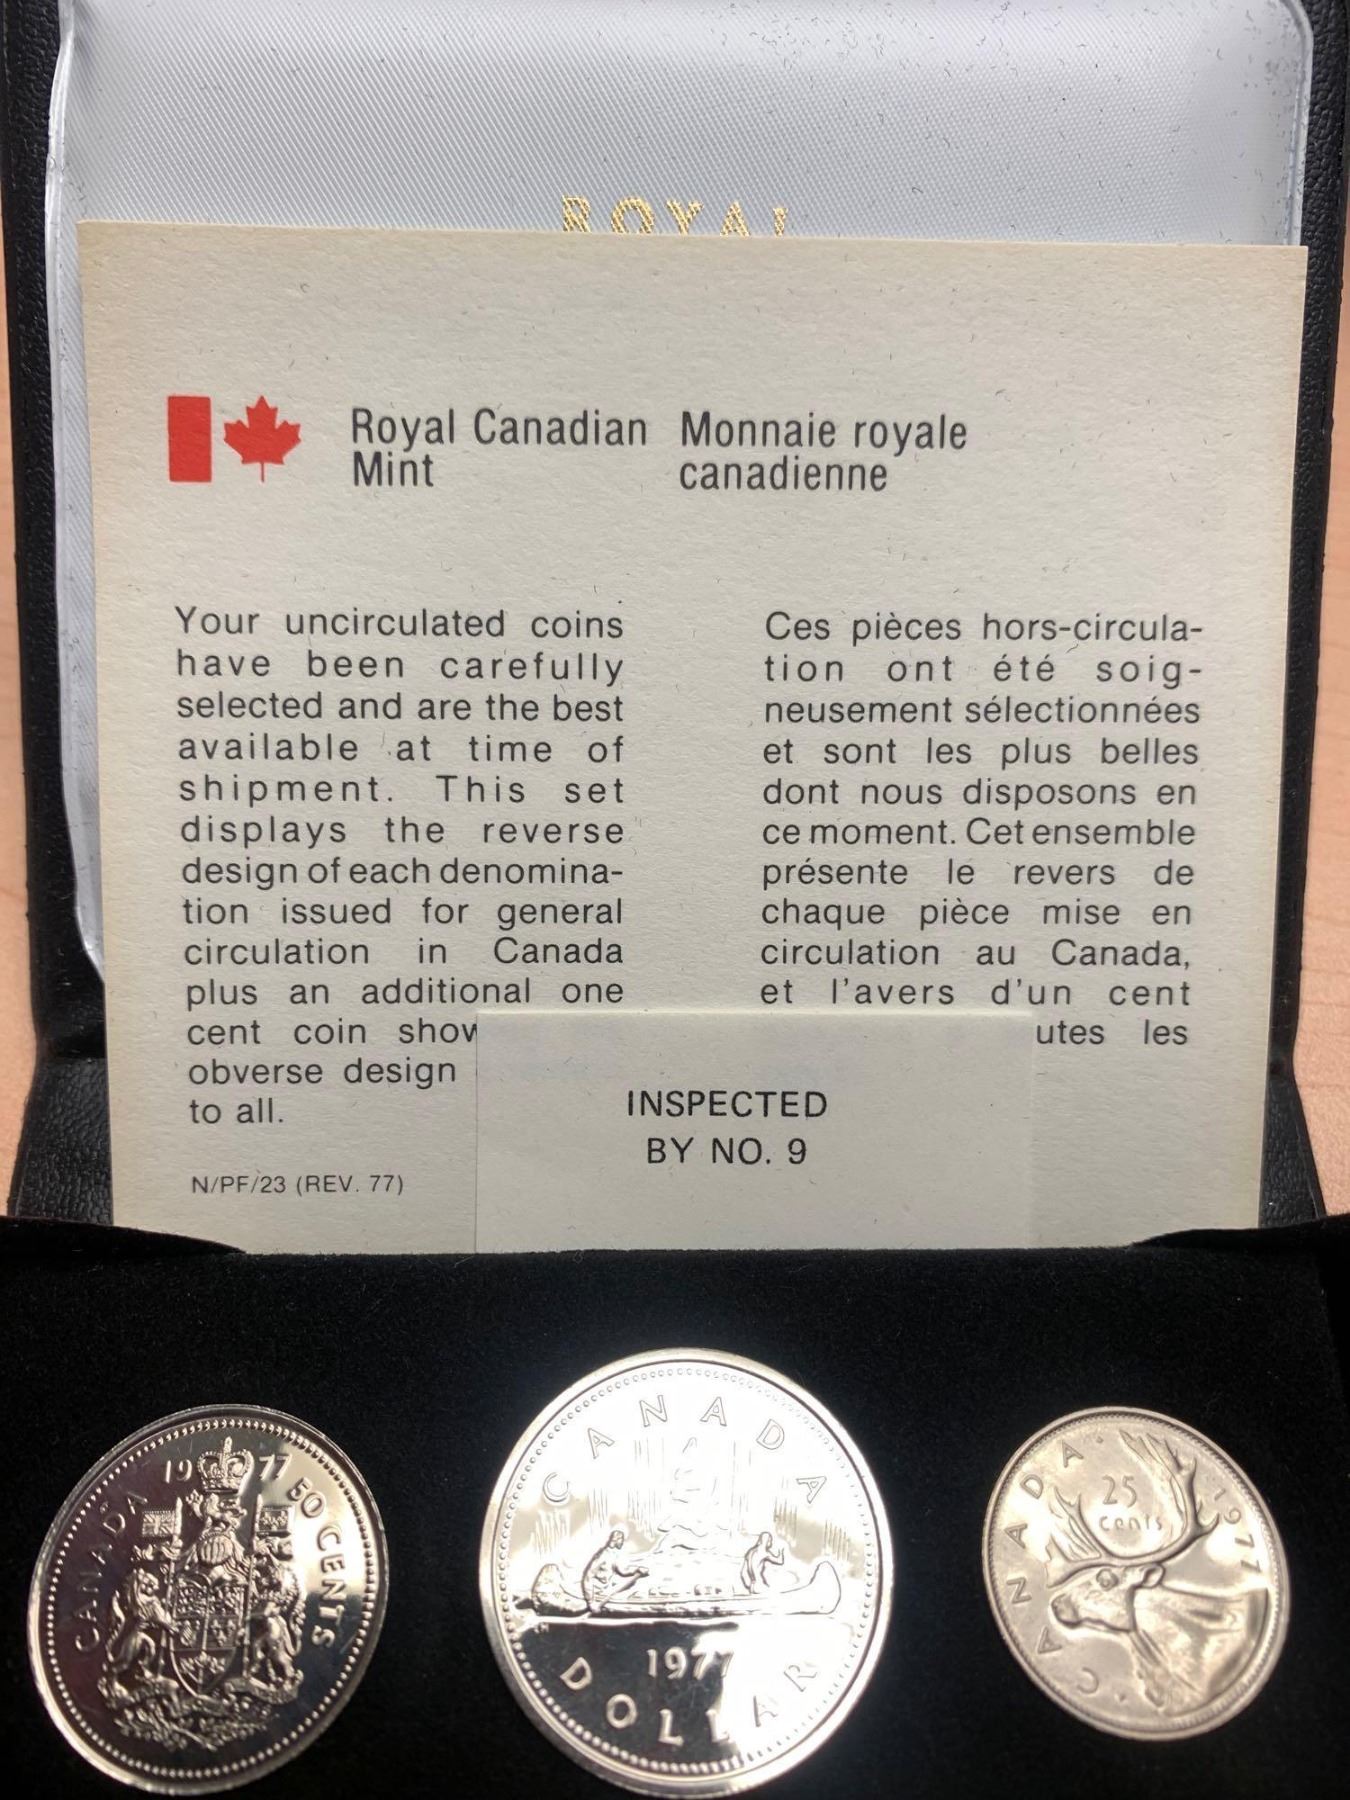 ROYAL
Royal Canadian
Mint
Monnaie royale
canadienne
Your uncirculated coins
have been carefully
selected and are the best
available at time of
shipment. This set
displays the reverse
design of each denomina-
tion issued for general
circulation in Canada
plus an additional one
cent coin show
obverse design
to all.
N/PF/23 (REV. 77)
Ces pièces hors-circula-
tion ont été soig-
neusement sélectionnées
et sont les plus belles
dont nous disposons en
ce moment. Cet ensemble
présente le revers de
chaque pièce mise en
circulation au Canada,
et l'avers d'un cent
utes les
INSPECTED
BY NO. 9
1977
CANADA
50 CENTS
CANADA
1977
DOLLAR
CANADA
25
cents
1977